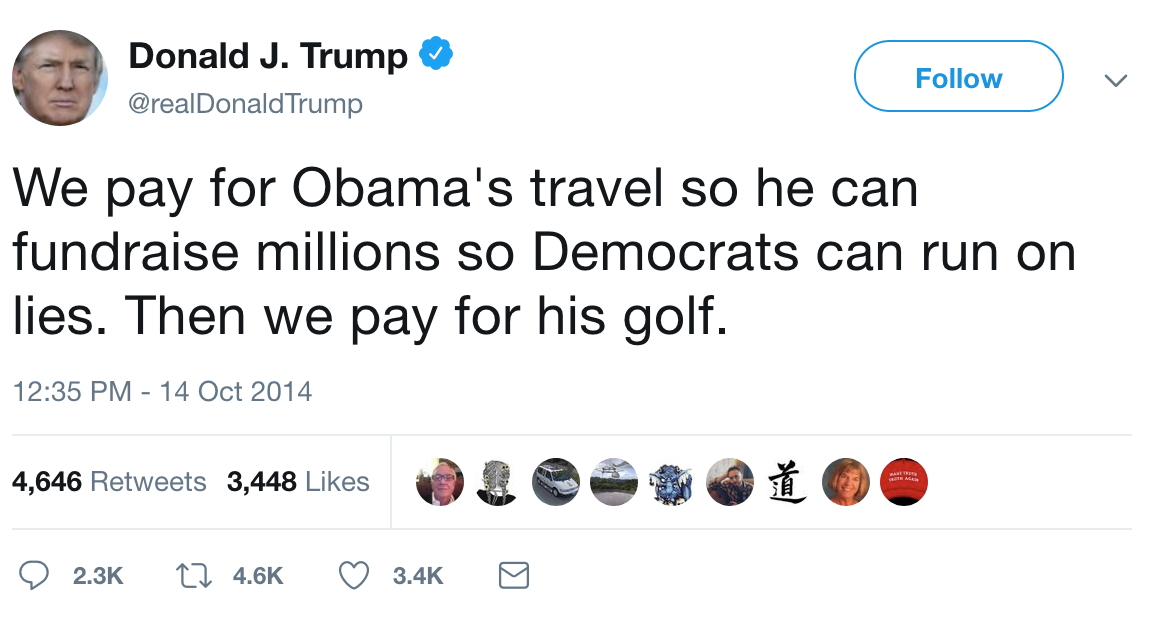 Donald J. Trump
@realDonaldTrump
Follow
We pay for Obama's travel so he can
fundraise millions so Democrats can run on
lies. Then we pay for his golf.
12:35 PM - 14 Oct 2014
4,646 Retweets 3,448 Likes
道
2.3K 4.6K 3.4K